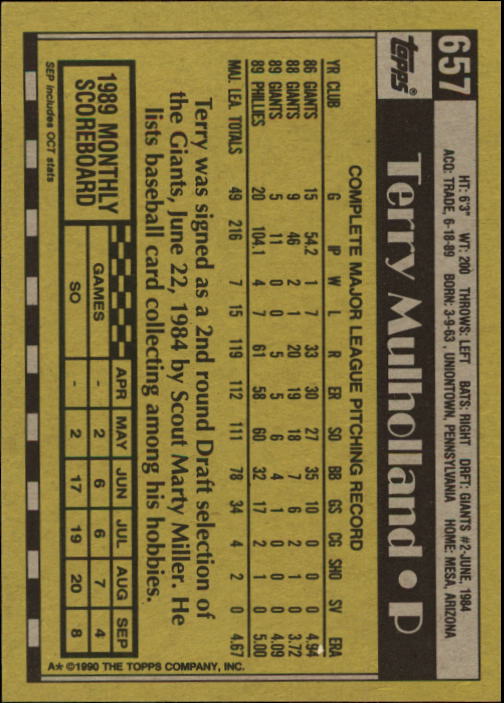 657
HT: 6'3" WT: 200 THROWS: LEFT BATS: RIGHT DRFT: GIANTS #2-JUNE, 1984
ACQ: TRADE, 6-18-89 BORN: 3-9-63, UNIONTOWN, PENNSYLVANIA HOME: MESA, ARIZONA
topps
Terry Mulholland • P
COMPLETE MAJOR LEAGUE PITCHING RECORD
YR CLUB G IP W L R ER SO BB GS CG SHO SV ERA
86 GIANTS 15 54.2 1 7 33 30 27 35 10 0 0 0 4.94
88 GIANTS 9 46 2 1 20 19 18 7 6 2 1 0 3.72
89 GIANTS 5 11 0 0 5 5 6 4 1 0 0 0 4.09
89 PHILLIES 20 104.1 4 7 61 58 60 32 17 2 1 0 5.00
MAJ. LEA. TOTALS 49 216 7 15 119 112 111 78 34 4 2 0 4.67
Terry was signed as a 2nd round Draft selection of
the Giants, June 22, 1984 by Scout Marty Miller. He
lists baseball card collecting among his hobbies.
1989 MONTHLY
SCOREBOARD
APR MAY JUN JUL AUG SEP
GAMES - 2 6 6 7 4
SO - 2 17 19 20 8
SEP includes OCT stats
A* ©1990 THE TOPPS COMPANY, INC.